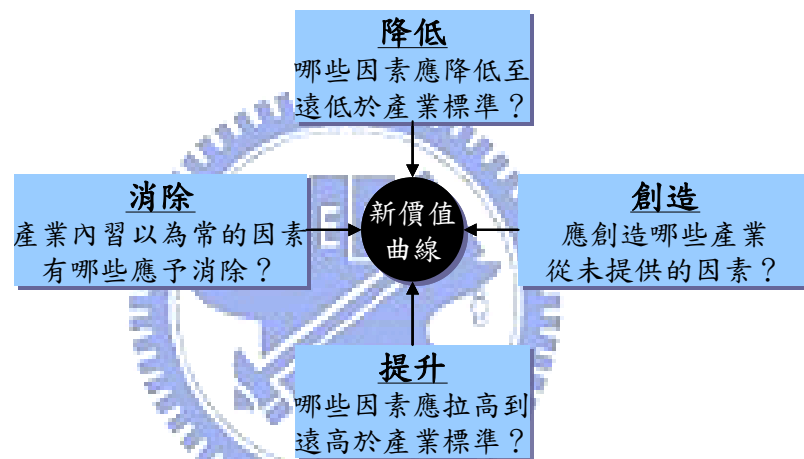 降低
哪些因素應降低至
遠低於產業標準？
消除
產業內習以為常的因素
有哪些應予消除？
新價值
曲線
創造
應創造哪些產業
從未提供的因素？
提升
哪些因素應拉高到
遠高於產業標準？